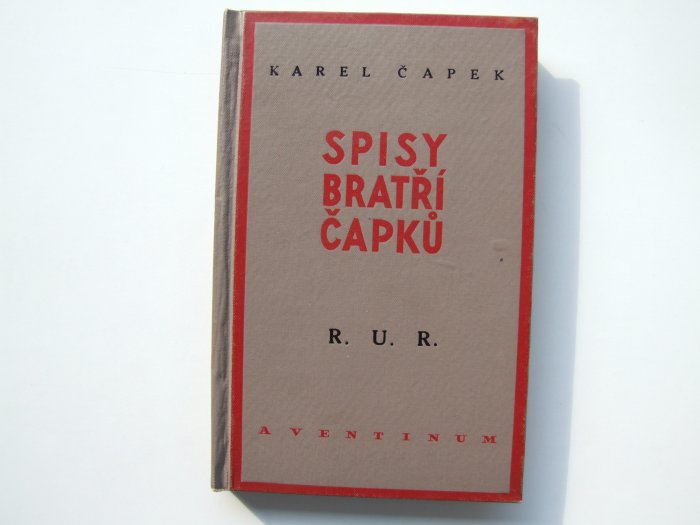 KAREL ČAPEK
SPISY
BRATŘÍ
ČAPKŮ
R. U. R.
AVENTINUM